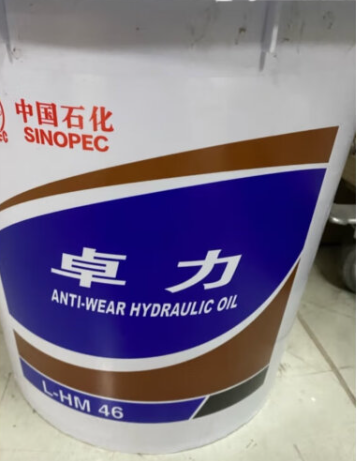 中国石化
SINOPEC
卓力
ANTI-WEAR HYDRAULIC OIL
L-HM 46